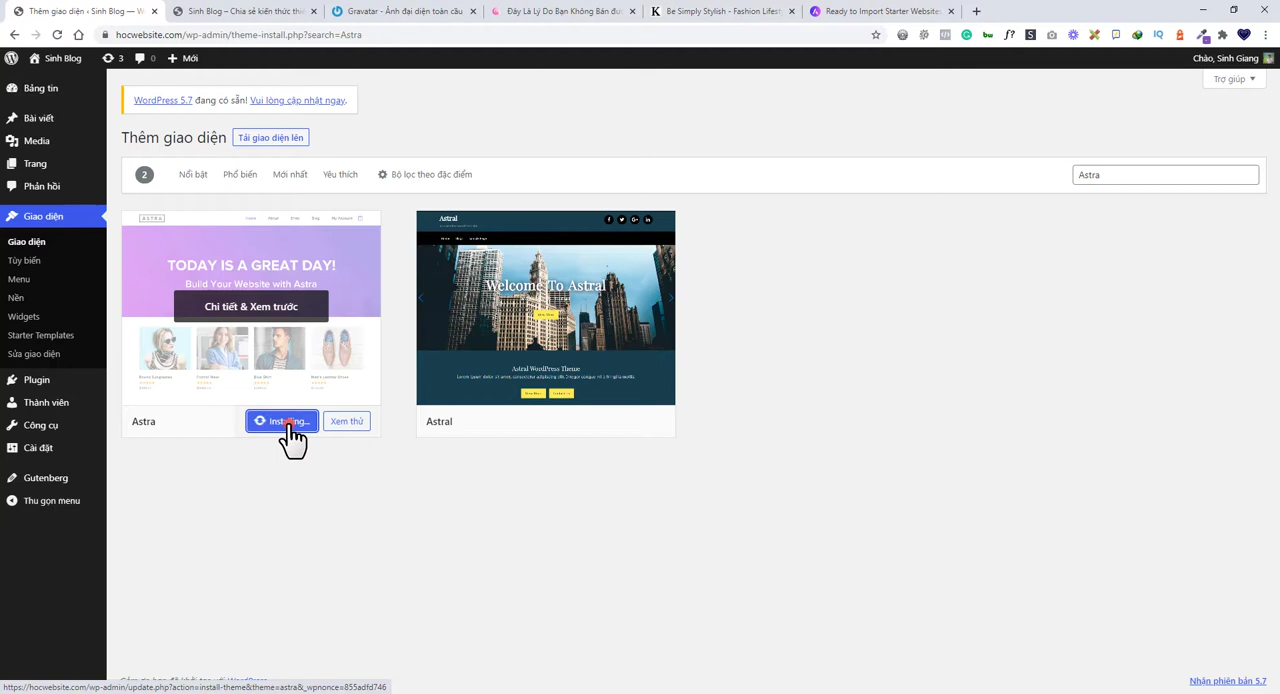 Thêm giao diện ‹ Sinh Blog — W
Sinh Blog – Chia sẻ kiến thức thi
Gravatar - Ảnh đại diện toàn cầu
Đây Là Lý Do Bạn Không Bán đượ
Be Simply Stylish - Fashion Lifest
Ready to Import Starter Websites
hocwebsite.com/wp-admin/theme-install.php?search=Astra
Sinh Blog
3
Mới
Chào, Sinh Giang
Trợ giúp
Bảng tin
Bài viết
Media
Trang
Phản hồi
Giao diện
Giao diện
Tùy biến
Menu
Nền
Widgets
Starter Templates
Sửa giao diện
Plugin
Thành viên
Công cụ
Cài đặt
Gutenberg
Thu gọn menu
WordPress 5.7 đang có sẵn! Vui lòng cập nhật ngay.
Thêm giao diện
Tải giao diện lên
2
Nổi bật
Phổ biến
Mới nhất
Yêu thích
Bộ lọc theo đặc điểm
Astra
ASTRA
TODAY IS A GREAT DAY!
Build Your Website with Astra
Chi tiết & Xem trước
Astra
Xem thử
Astral
Welcome To Astral
Astral WordPress Theme
Astral
Nhận phiên bản 5.7
https://hocwebsite.com/wp-admin/update.php?action=install-theme&theme=astra&_wpnonce=855adfd746